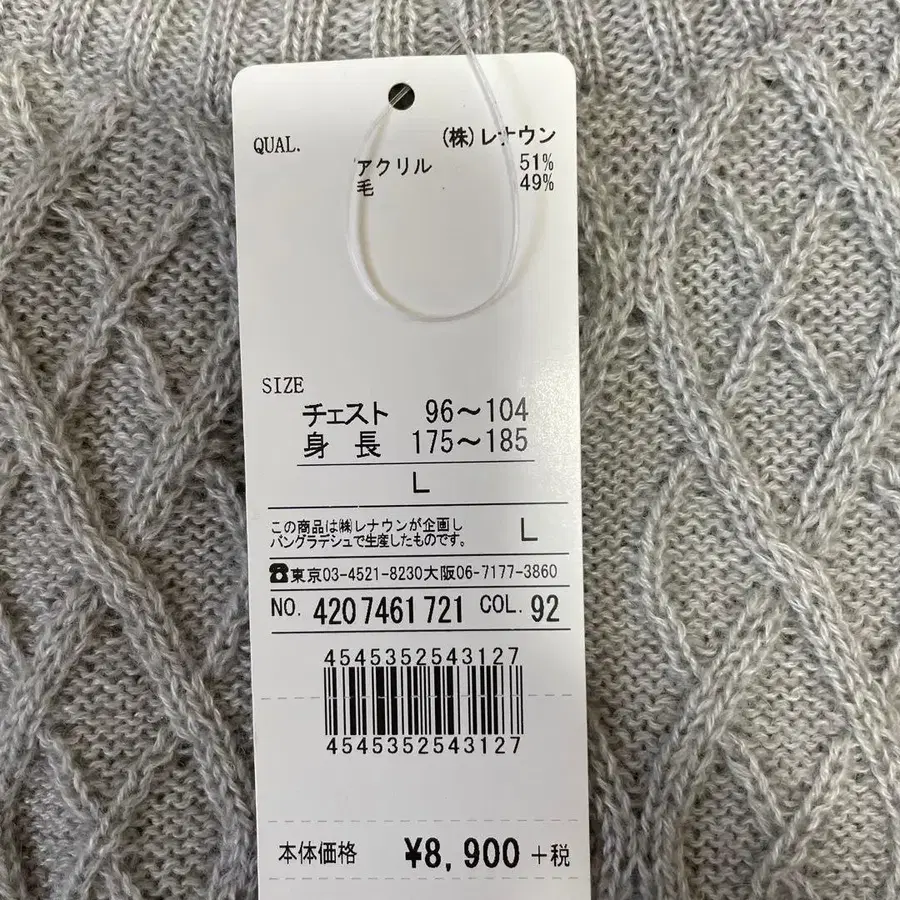 QUAL. (株)レナウン
アクリル 51%
毛 49%
SIZE
チェスト 96～104
身長 175～185
L
この商品は㈱レナウンが企画し
バングラデシュで生産したものです。 L
☎東京03-4521-8230大阪06-7177-3860
NO. 4207461721 COL. 92
4545352543127
4545352543127
本体価格 ¥8,900 +税